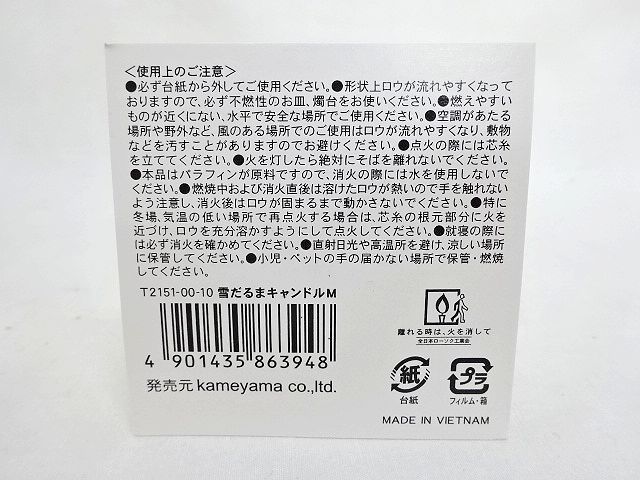 ＜使用上のご注意＞
●必ず台紙から外してご使用ください。●形状上ロウが流れやすくなって
おりますので、必ず不燃性のお皿、燭台をお使いください。●燃えやすい
ものが近くにない、水平で安全な場所でご使用ください。●空調があたる
場所や野外など、風のある場所でのご使用はロウが流れやすくなり、敷物
などを汚すことがありますのでお避けください。●点火の際には芯糸
を立ててください。●火を灯したら絶対にそばを離れないでください。
●本品はパラフィンが原料ですので、消火の際には水を使用しないで
ください。●燃焼中および消火直後は溶けたロウが熱いので手を触れない
よう注意し、消火後はロウが固まるまで動かさないでください。●特に
冬場、気温の低い場所で再点火する場合は、芯糸の根元部分に火を
近づけ、ロウを充分溶かすようにして点火してください。●就寝の際に
は必ず消火を確かめてください。●直射日光や高温所を避け、涼しい場所
に保管してください。●小児・ペットの手の届かない場所で保管・燃焼
してください。
T2151-00-10 雪だるまキャンドルM
4 901435 863948
発売元 kameyama co.,ltd.
離れる時は、火を消して
全日本ローソク工業会
紙
台紙
プラ
フィルム・箱
MADE IN VIETNAM